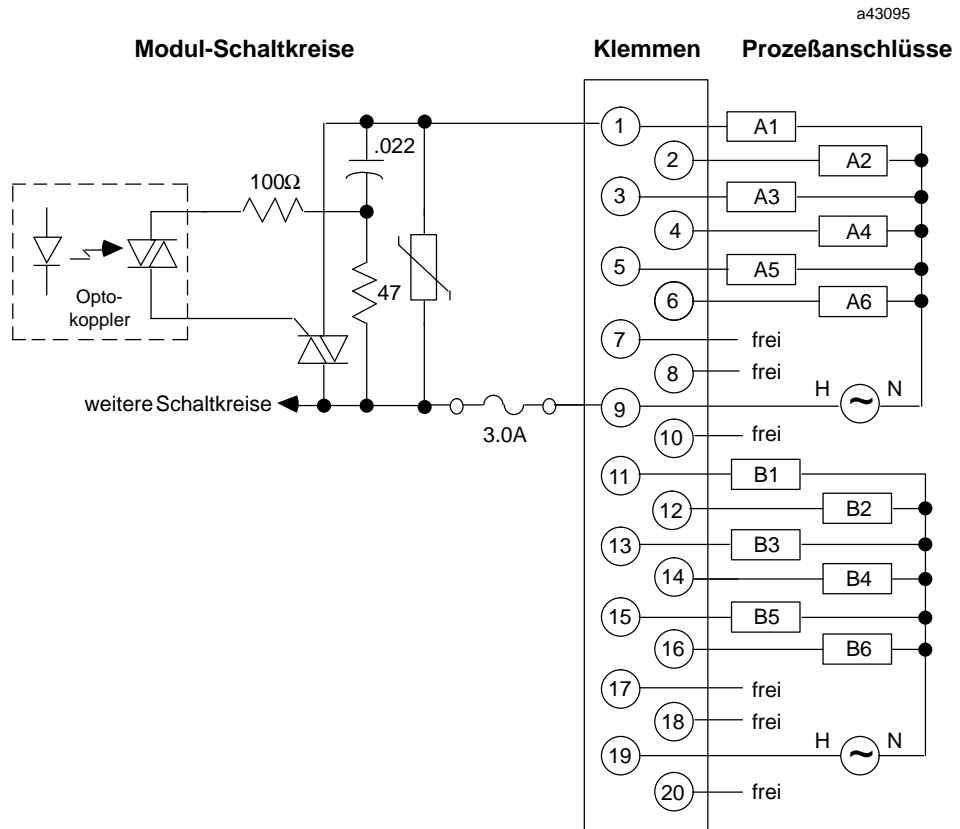 a43095
Modul-Schaltkreise
Klemmen
Prozeßanschlüsse
.022
100Ω
47
Opto-
koppler
weitere Schaltkreise
3.0A
1 A1
2 A2
3 A3
4 A4
5 A5
6 A6
7 frei
8 frei
9 H ~ N
10 frei
11 B1
12 B2
13 B3
14 B4
15 B5
16 B6
17 frei
18 frei
19 H ~ N
20 frei